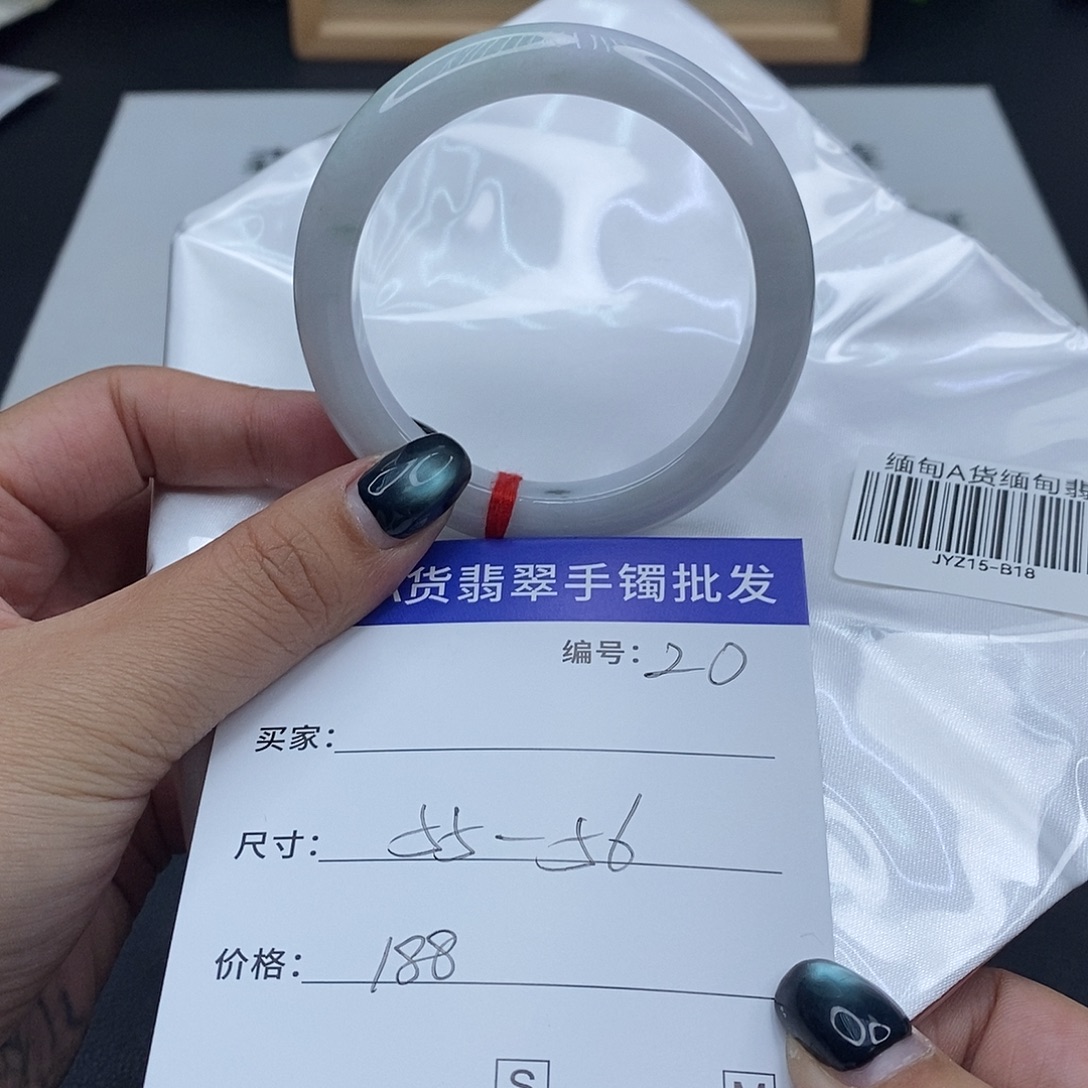 缅甸A货缅甸翡
JYZ15-B18
货翡翠手镯批发
编号：20
买家：
尺寸：55-56
价格：188
S
M